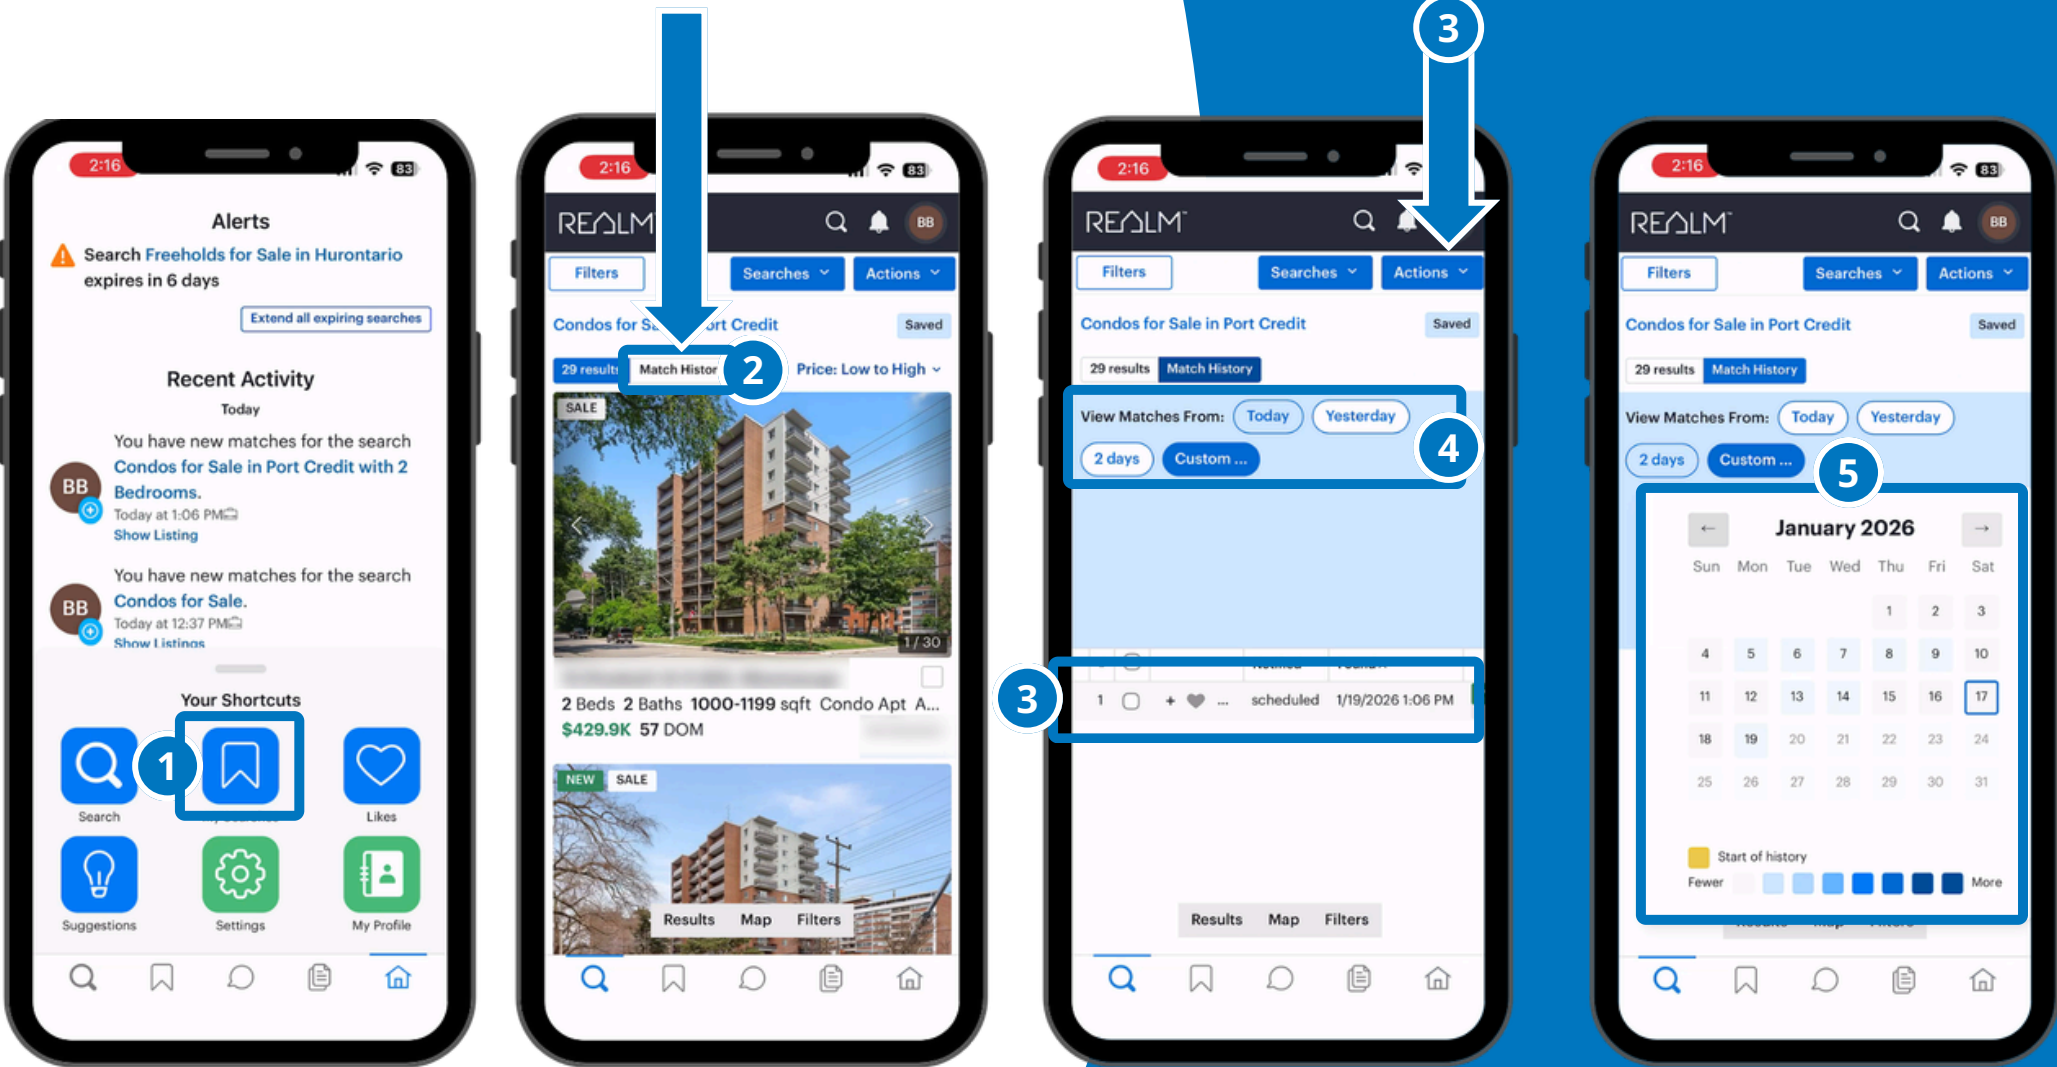 3
2:16
83
Alerts
Search Freeholds for Sale in Hurontario
expires in 6 days
Extend all expiring searches
Recent Activity
Today
You have new matches for the search
BB
Condos for Sale in Port Credit with 2
Bedrooms.
Today at 1:06 PM
Show Listing
You have new matches for the search
BB
Condos for Sale.
Today at 12:37 PM
Show Listings
Your Shortcuts
1
Search
Likes
Suggestions
Settings
My Profile
2:16
83
REALM
BB
Filters
Searches
Actions
Condos for Sa
ort Credit
Saved
29 results
Match Histor
2
Price: Low to High
SALE
1 / 30
2 Beds 2 Baths 1000-1199 sqft Condo Apt A...
$429.9K 57 DOM
NEW
SALE
Results
Map
Filters
2:16
REALM
Filters
Searches
Actions
Condos for Sale in Port Credit
Saved
29 results
Match History
View Matches From:
Today
Yesterday
2 days
Custom ...
4
3
1
+
...
scheduled
1/19/2026 1:06 PM
Results
Map
Filters
2:16
83
REALM
BB
Filters
Searches
Actions
Condos for Sale in Port Credit
Saved
29 results
Match History
View Matches From:
Today
Yesterday
2 days
Custom ...
5
← January 2026 →
Sun Mon Tue Wed Thu Fri Sat
1 2 3
4 5 6 7 8 9 10
11 12 13 14 15 16 17
18 19 20 21 22 23 24
25 26 27 28 29 30 31
Start of history
Fewer
More